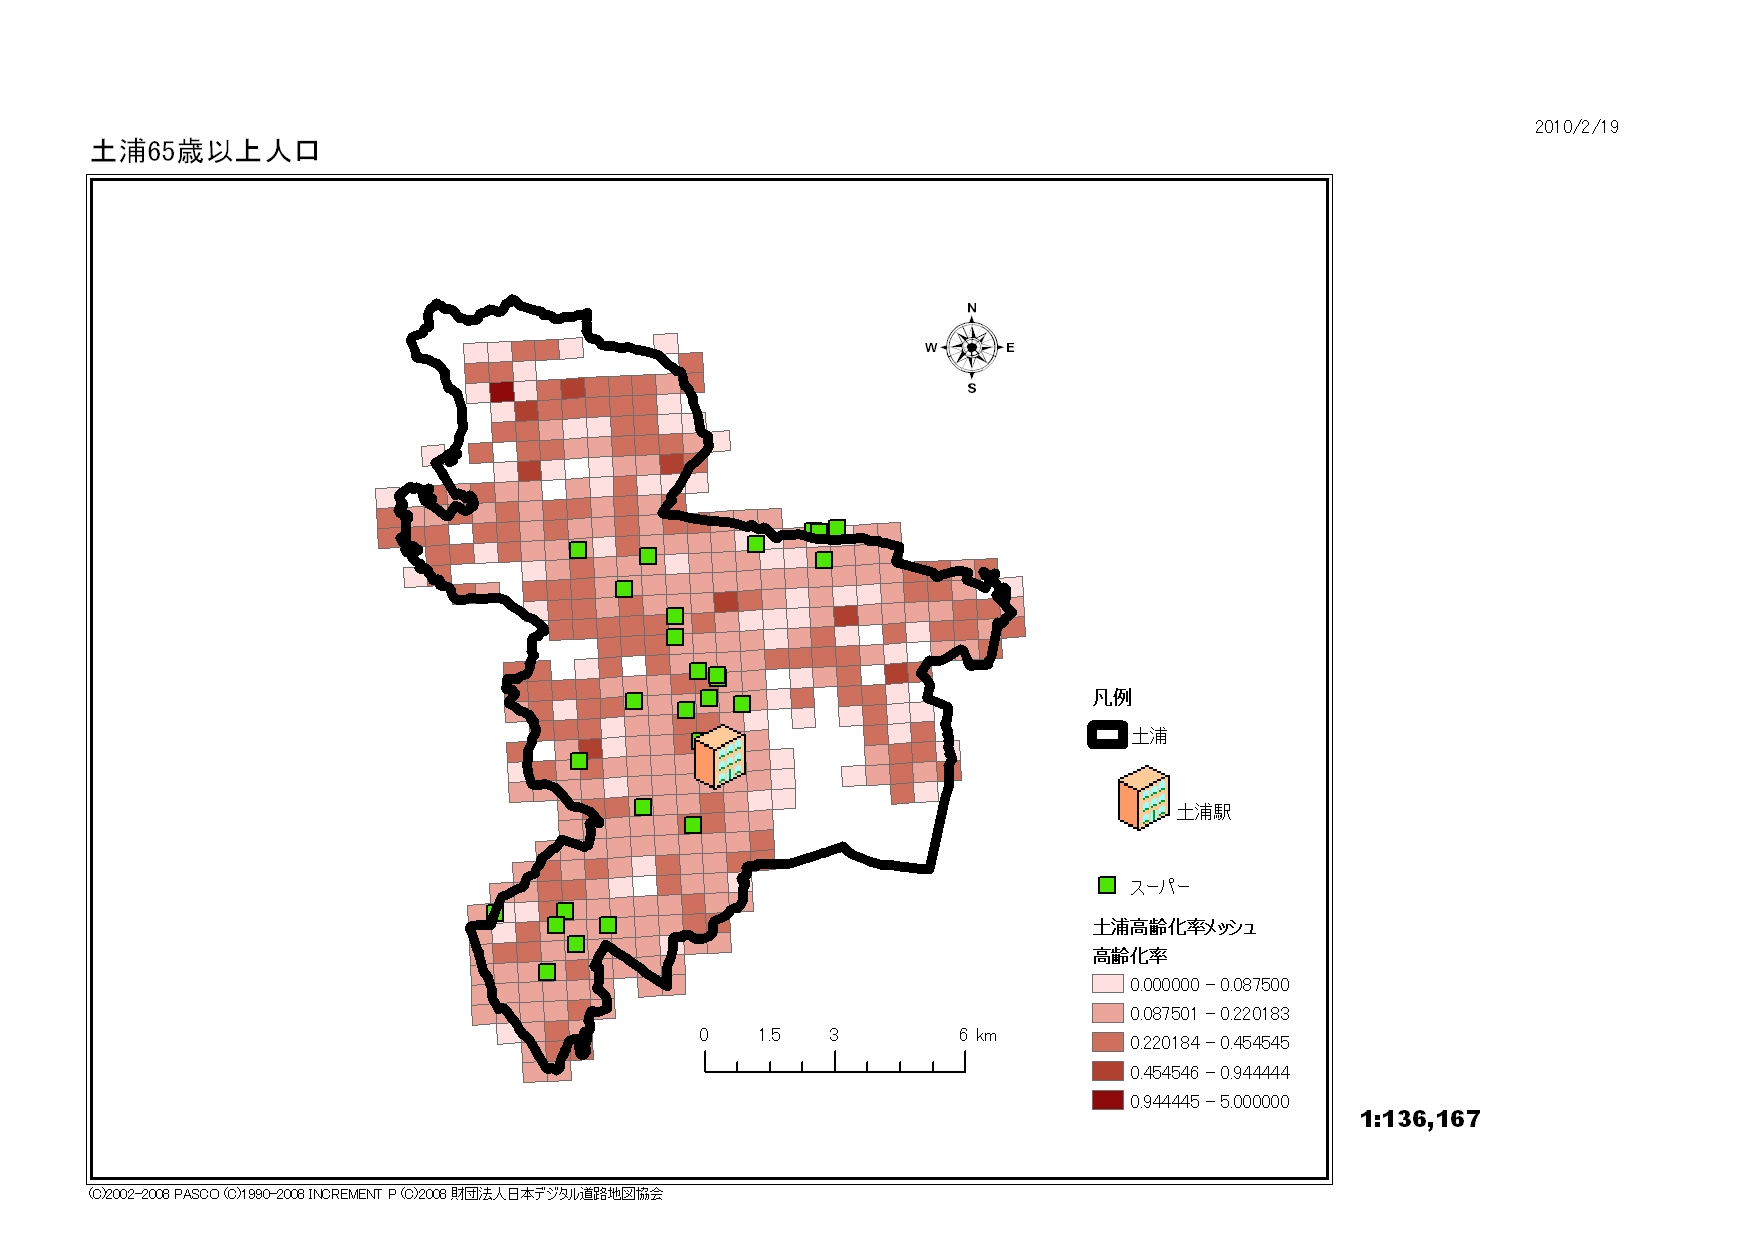 2010/2/19
土浦65歳以上人口
N
W
E
S
凡例
土浦
土浦駅
スーパー
土浦高齢化率メッシュ
高齢化率
0.000000 - 0.087500
0.087501 - 0.220183
0.220184 - 0.454545
0.454546 - 0.944444
0.944445 - 5.000000
0 1.5 3 6 km
1:136,167
(C)2002-2008 PASCO (C)1990-2008 INCREMENT P (C)2008 財団法人日本デジタル道路地図協会